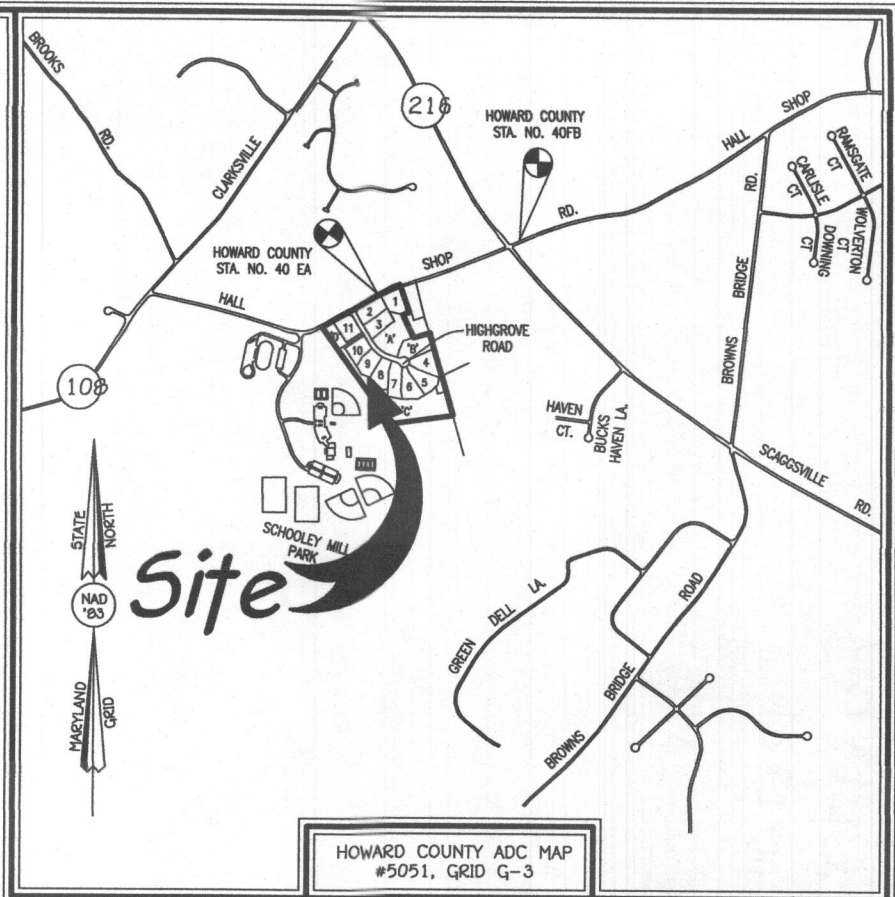 BROOKS
RD.
CLARKSVILLE
216
HOWARD COUNTY
STA. NO. 40FB
HALL
SHOP
RD.
RAMSGATE
CT
CARLISLE
CT
DOWNING
CT
WOLVERTON
CT
HOWARD COUNTY
STA. NO. 40 EA
SHOP
RD.
HALL
1
2
3
11
'A'
HIGHGROVE
ROAD
'B'
10
9
8
7
6
5
4
'C'
BRIDGE
BROWNS
108
HAVEN
CT.
BUCKS
HAVEN LA.
SCAGGSVILLE
RD.
STATE
NORTH
NAD
'83
MARYLAND
GRID
SCHOOLEY MILL
PARK
Site
GREEN
DELL
LA.
ROAD
BRIDGE
BROWNS
HOWARD COUNTY ADC MAP
#5051, GRID G-3